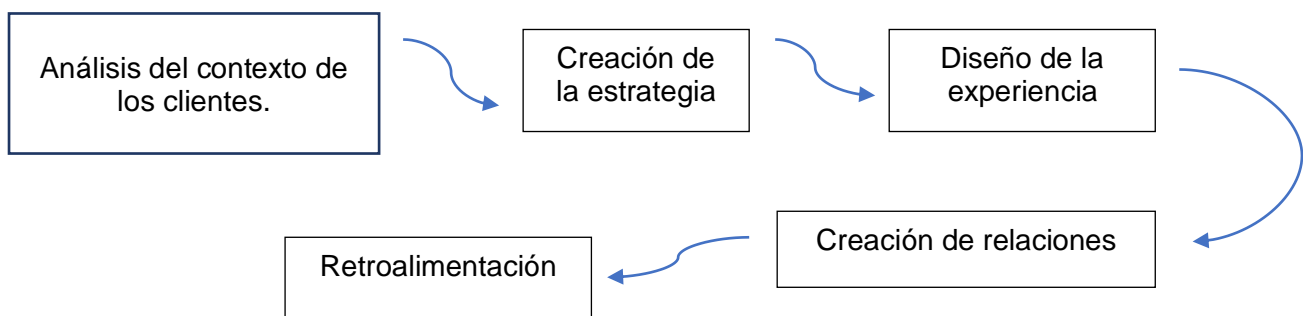 Análisis del contexto de
los clientes.
Creación de
la estrategia
Diseño de la
experiencia
Creación de relaciones
Retroalimentación